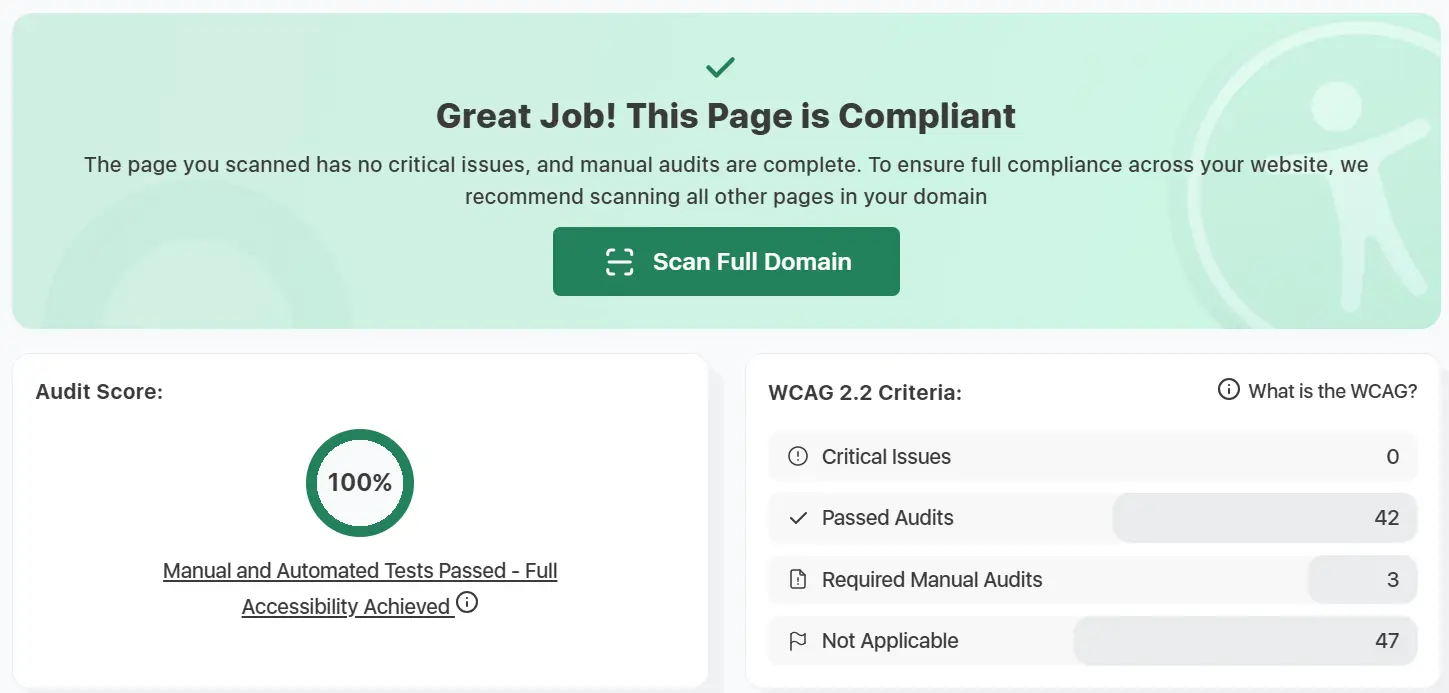 Great Job! This Page is Compliant
The page you scanned has no critical issues, and manual audits are complete. To ensure full compliance across your website, we
recommend scanning all other pages in your domain
Scan Full Domain
Audit Score:
100%
Manual and Automated Tests Passed - Full
Accessibility Achieved
WCAG 2.2 Criteria:
What is the WCAG?
Critical Issues 0
Passed Audits 42
Required Manual Audits 3
Not Applicable 47